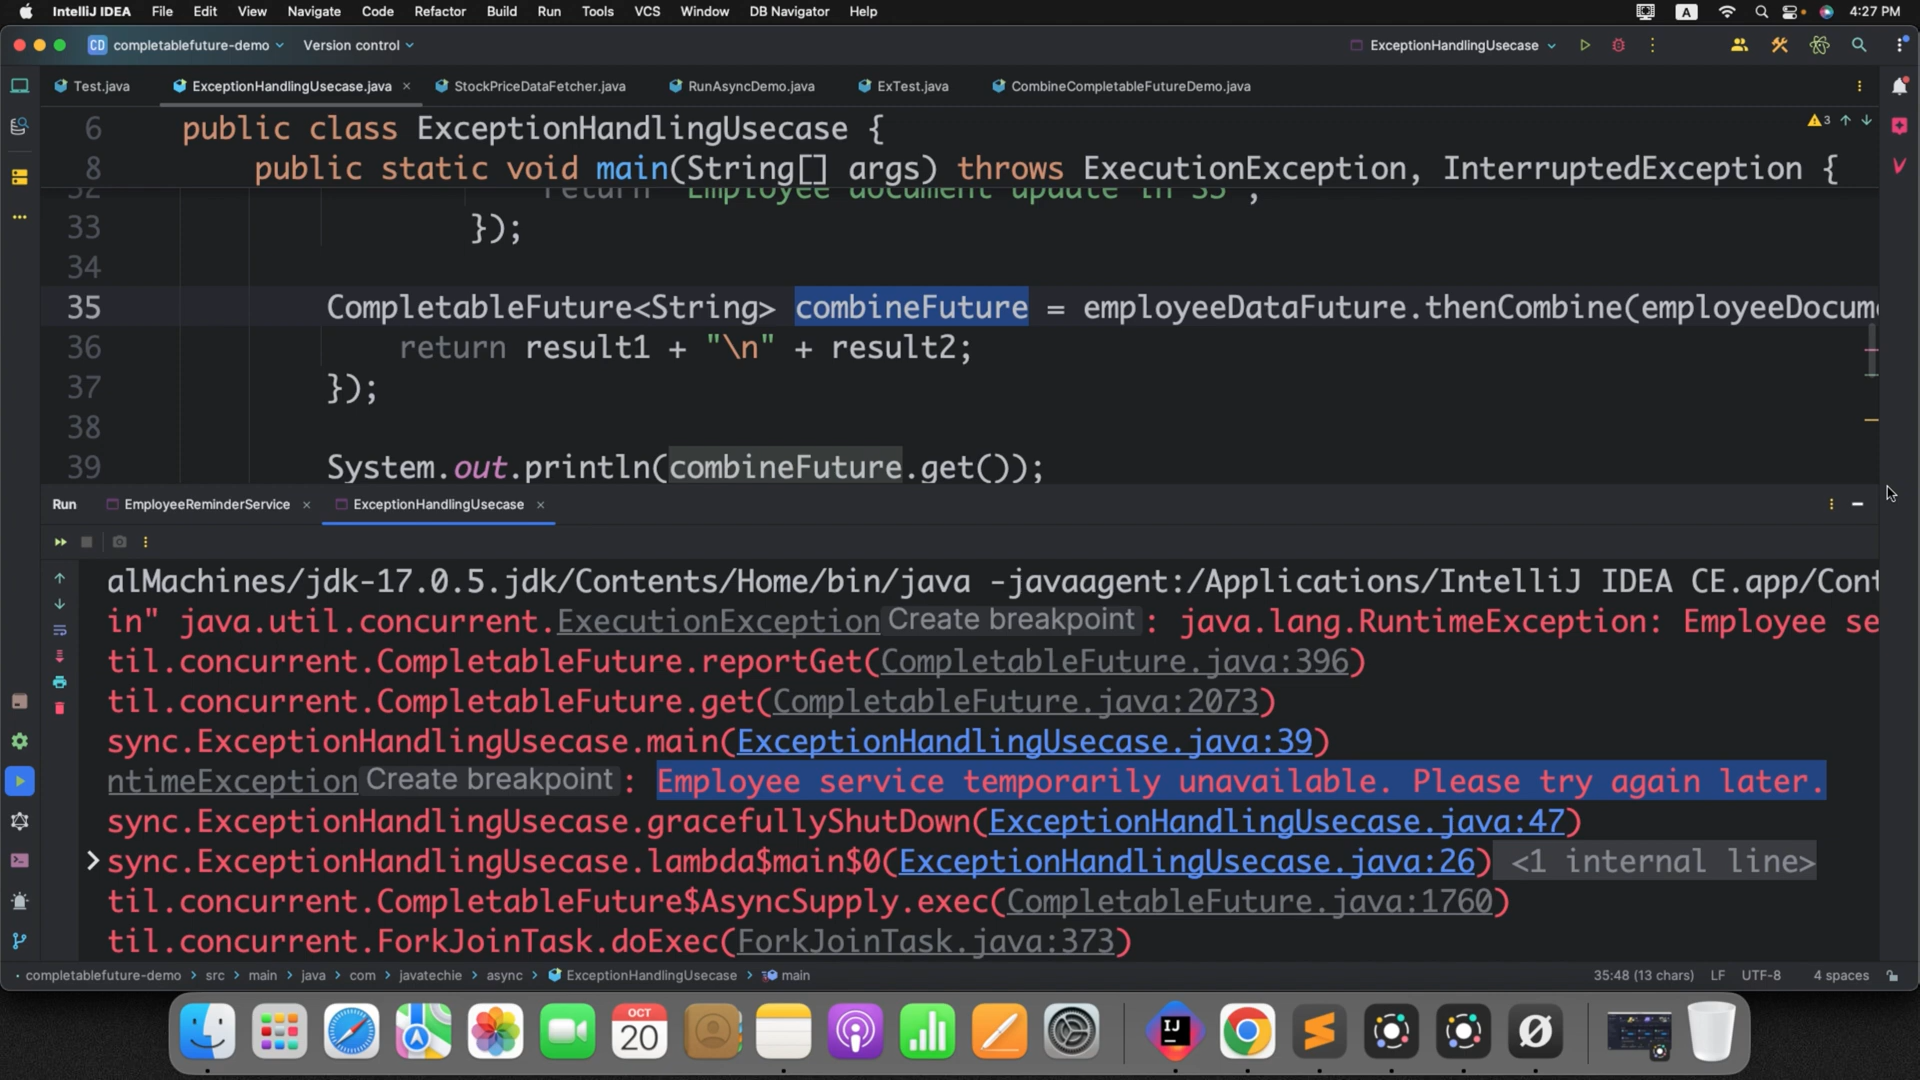 IntelliJ IDEA File Edit View Navigate Code Refactor Build Run Tools VCS Window DB Navigator Help A 4:27 PM
CD completablefuture-demo Version control ExceptionHandlingUsecase
Test.java ExceptionHandlingUsecase.java StockPriceDataFetcher.java RunAsyncDemo.java ExTest.java CombineCompletableFutureDemo.java
6 public class ExceptionHandlingUsecase { 3
8 public static void main(String[] args) throws ExecutionException, InterruptedException {
32 return "Employee document update in S3";
33 });
34
35 CompletableFuture<String> combineFuture = employeeDataFuture.thenCombine(employeeDocum
36 return result1 + "\n" + result2;
37 });
38
39 System.out.println(combineFuture.get());
Run EmployeeReminderService ExceptionHandlingUsecase
alMachines/jdk-17.0.5.jdk/Contents/Home/bin/java -javaagent:/Applications/IntelliJ IDEA CE.app/Cont
in" java.util.concurrent.ExecutionException Create breakpoint : java.lang.RuntimeException: Employee se
til.concurrent.CompletableFuture.reportGet(CompletableFuture.java:396)
til.concurrent.CompletableFuture.get(CompletableFuture.java:2073)
sync.ExceptionHandlingUsecase.main(ExceptionHandlingUsecase.java:39)
ntimeException Create breakpoint : Employee service temporarily unavailable. Please try again later.
sync.ExceptionHandlingUsecase.gracefullyShutDown(ExceptionHandlingUsecase.java:47)
sync.ExceptionHandlingUsecase.lambda$main$0(ExceptionHandlingUsecase.java:26) <1 internal line>
til.concurrent.CompletableFuture$AsyncSupply.exec(CompletableFuture.java:1760)
til.concurrent.ForkJoinTask.doExec(ForkJoinTask.java:373)
completablefuture-demo > src > main > java > com > javatechie > async > ExceptionHandlingUsecase > main 35:48 (13 chars) LF UTF-8 4 spaces
OCT
20
IJ